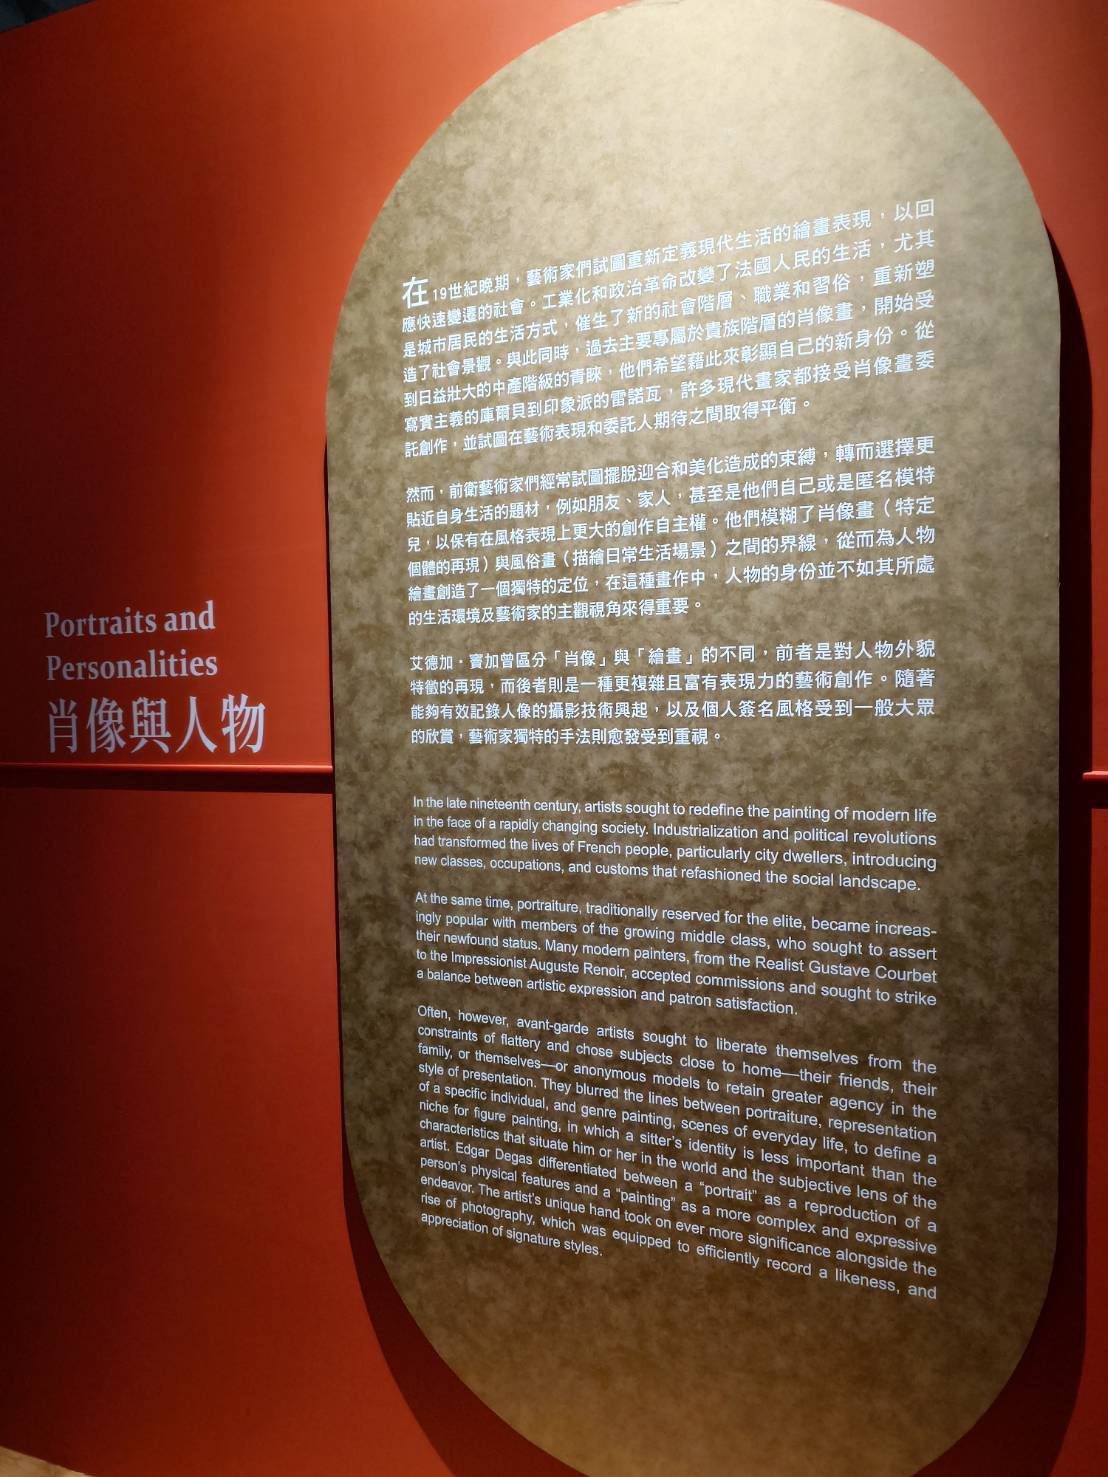 Portraits and
Personalities
肖像與人物
在19世紀晚期，藝術家們試圖重新定義現代生活的繪畫表現，以回
應快速變遷的社會。工業化和政治革命改變了法國人民的生活，尤其
是城市居民的生活方式，催生了新的社會階層、職業和習俗，重新塑
造了社會景觀。與此同時，過去主要專屬於貴族階層的肖像畫，開始受
到日益壯大的中產階級的青睞，他們希望藉此來彰顯自己的新身份。從
寫實主義的庫爾貝到印象派的雷諾瓦，許多現代畫家都接受肖像畫委
託創作，並試圖在藝術表現和委託人期待之間取得平衡。
然而，前衛藝術家們經常試圖擺脫迎合和美化造成的束縛，轉而選擇更
貼近自身生活的題材，例如朋友、家人，甚至是他們自己或是匿名模特
兒，以保有在風格表現上更大的創作自主權。他們模糊了肖像畫（特定
個體的再現）與風俗畫（描繪日常生活場景）之間的界線，從而為人物
繪畫創造了一個獨特的定位，在這種畫作中，人物的身份並不如其所處
的生活環境及藝術家的主觀視角來得重要。
艾德加・竇加曾區分「肖像」與「繪畫」的不同，前者是對人物外貌
特徵的再現，而後者則是一種更複雜且富有表現力的藝術創作。隨著
能夠有效記錄人像的攝影技術興起，以及個人簽名風格受到一般大眾
的欣賞，藝術家獨特的手法則愈發受到重視。
In the late nineteenth century, artists sought to redefine the painting of modern life
in the face of a rapidly changing society. Industrialization and political revolutions
had transformed the lives of French people, particularly city dwellers, introducing
new classes, occupations, and customs that refashioned the social landscape.
At the same time, portraiture, traditionally reserved for the elite, became increas-
ingly popular with members of the growing middle class, who sought to assert
their newfound status. Many modern painters, from the Realist Gustave Courbet
to the Impressionist Auguste Renoir, accepted commissions and sought to strike
a balance between artistic expression and patron satisfaction.
Often, however, avant-garde artists sought to liberate themselves from the
constraints of flattery and chose subjects close to home—their friends, their
family, or themselves—or anonymous models to retain greater agency in the
style of presentation. They blurred the lines between portraiture, representation
of a specific individual, and genre painting, scenes of everyday life, to define a
niche for figure painting, in which a sitter's identity is less important than the
characteristics that situate him or her in the world and the subjective lens of the
artist. Edgar Degas differentiated between a “portrait” as a reproduction of a
person's physical features and a “painting” as a more complex and expressive
endeavor. The artist's unique hand took on ever more significance alongside the
rise of photography, which was equipped to efficiently record a likeness, and
appreciation of signature styles.